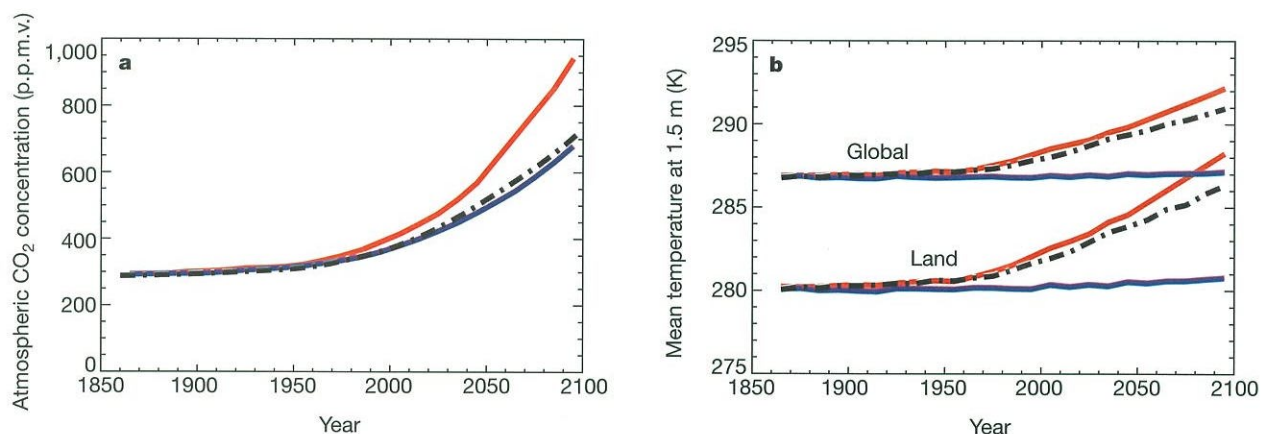 a
Atmospheric CO2 concentration (p.p.m.v.)
1,000
800
600
400
200
0
1850 1900 1950 2000 2050 2100
Year
b
Mean temperature at 1.5 m (K)
295
290
285
280
275
Global
Land
1850 1900 1950 2000 2050 2100
Year